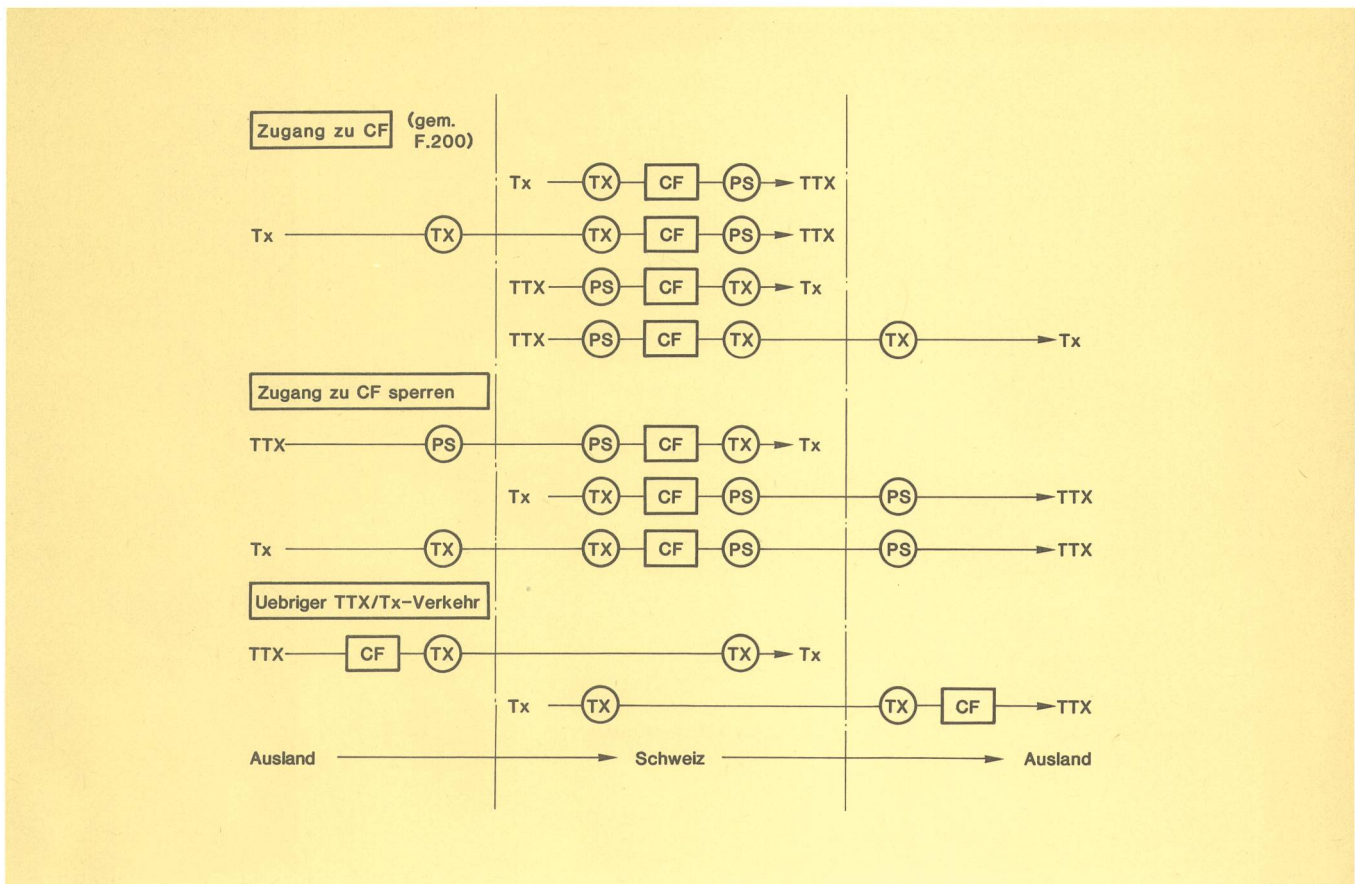 Zugang zu CF (gem.
F.200)
Tx TX CF PS TTX
Tx TX TX CF PS TTX
TTX PS CF TX Tx
TTX PS CF TX TX Tx
Zugang zu CF sperren
TTX PS PS CF TX Tx
Tx TX CF PS PS TTX
Tx TX TX CF PS PS TTX
Uebriger TTX/Tx-Verkehr
TTX CF TX TX Tx
Tx TX TX CF TTX
Ausland Schweiz Ausland